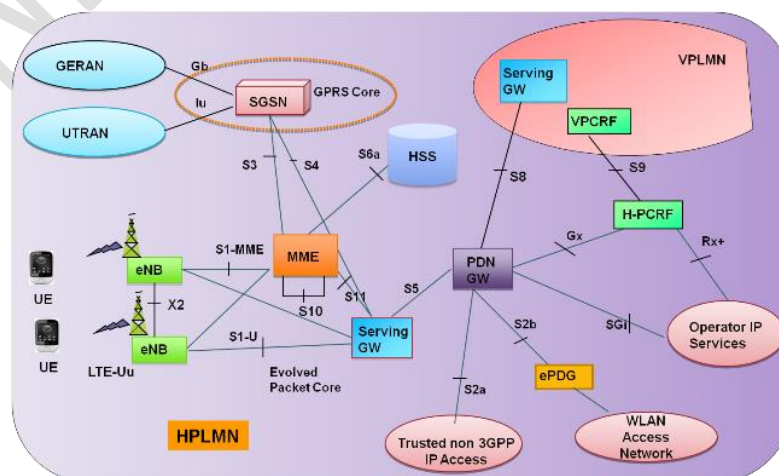 GERAN
Gb
GPRS Core
SGSN
Iu
UTRAN
Serving
GW
VPLMN
VPCRF
S3
S4
S6a
HSS
S8
S9
H-PCRF
S1-MME
MME
Gx
Rx+
eNB
UE
S11
S5
PDN
GW
X2
S10
SGi
Operator IP
Services
S1-U
Serving
GW
S2b
eNB
UE
LTE-Uu
Evolved
Packet Core
S2a
ePDG
HPLMN
Trusted non 3GPP
IP Access
WLAN
Access
Network